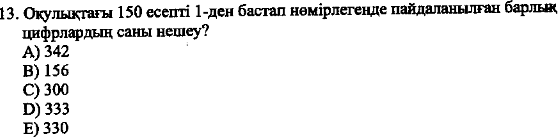 13. Оқулықтағы 150 есепті 1-ден бастап нөмірлегенде пайдаланылған барлық
цифрлардың саны нешеу?
A) 342
B) 156
C) 300
D) 333
E) 330